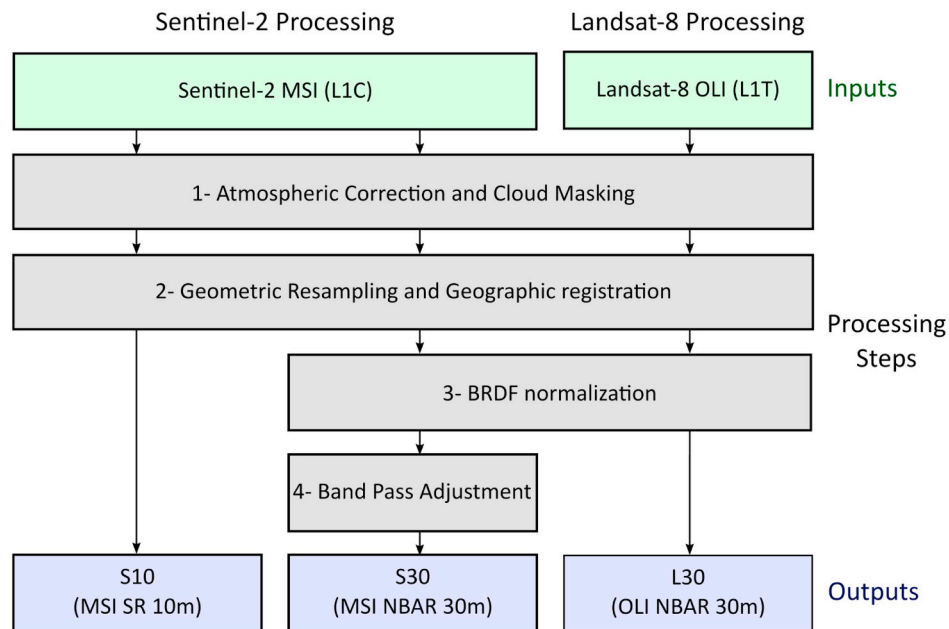 Sentinel-2 Processing
Landsat-8 Processing
Sentinel-2 MSI (L1C)
Landsat-8 OLI (L1T)
Inputs
1- Atmospheric Correction and Cloud Masking
2- Geometric Resampling and Geographic registration
Processing
Steps
3- BRDF normalization
4- Band Pass Adjustment
S10
(MSI SR 10m)
S30
(MSI NBAR 30m)
L30
(OLI NBAR 30m)
Outputs